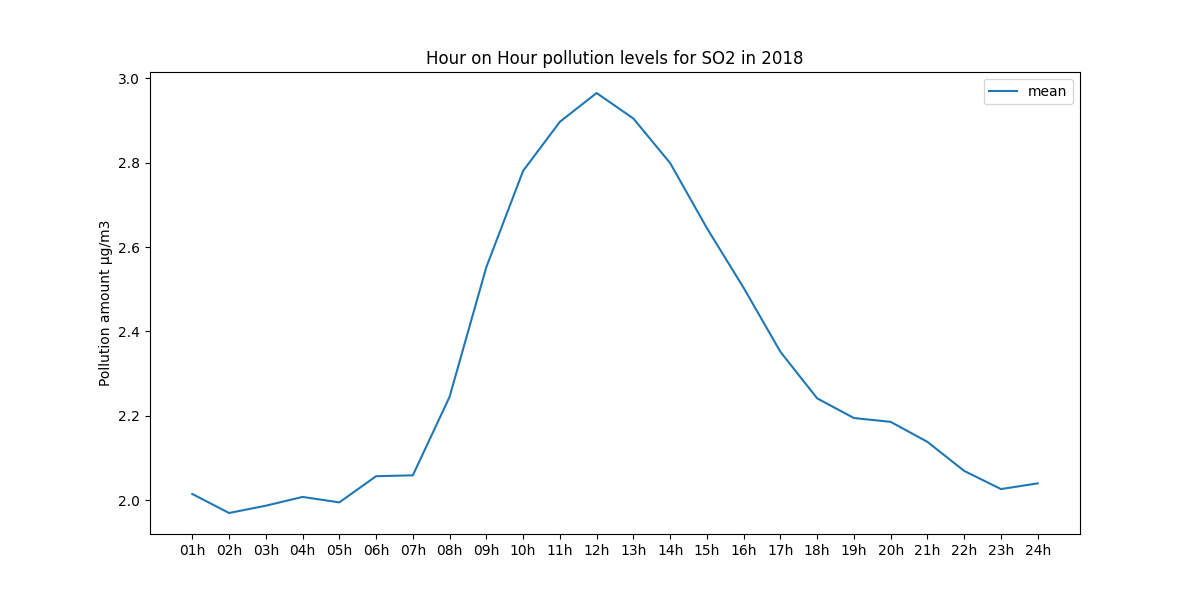 Hour on Hour pollution levels for SO2 in 2018
mean
Pollution amount µg/m3
3.0
2.8
2.6
2.4
2.2
2.0
01h 02h 03h 04h 05h 06h 07h 08h 09h 10h 11h 12h 13h 14h 15h 16h 17h 18h 19h 20h 21h 22h 23h 24h